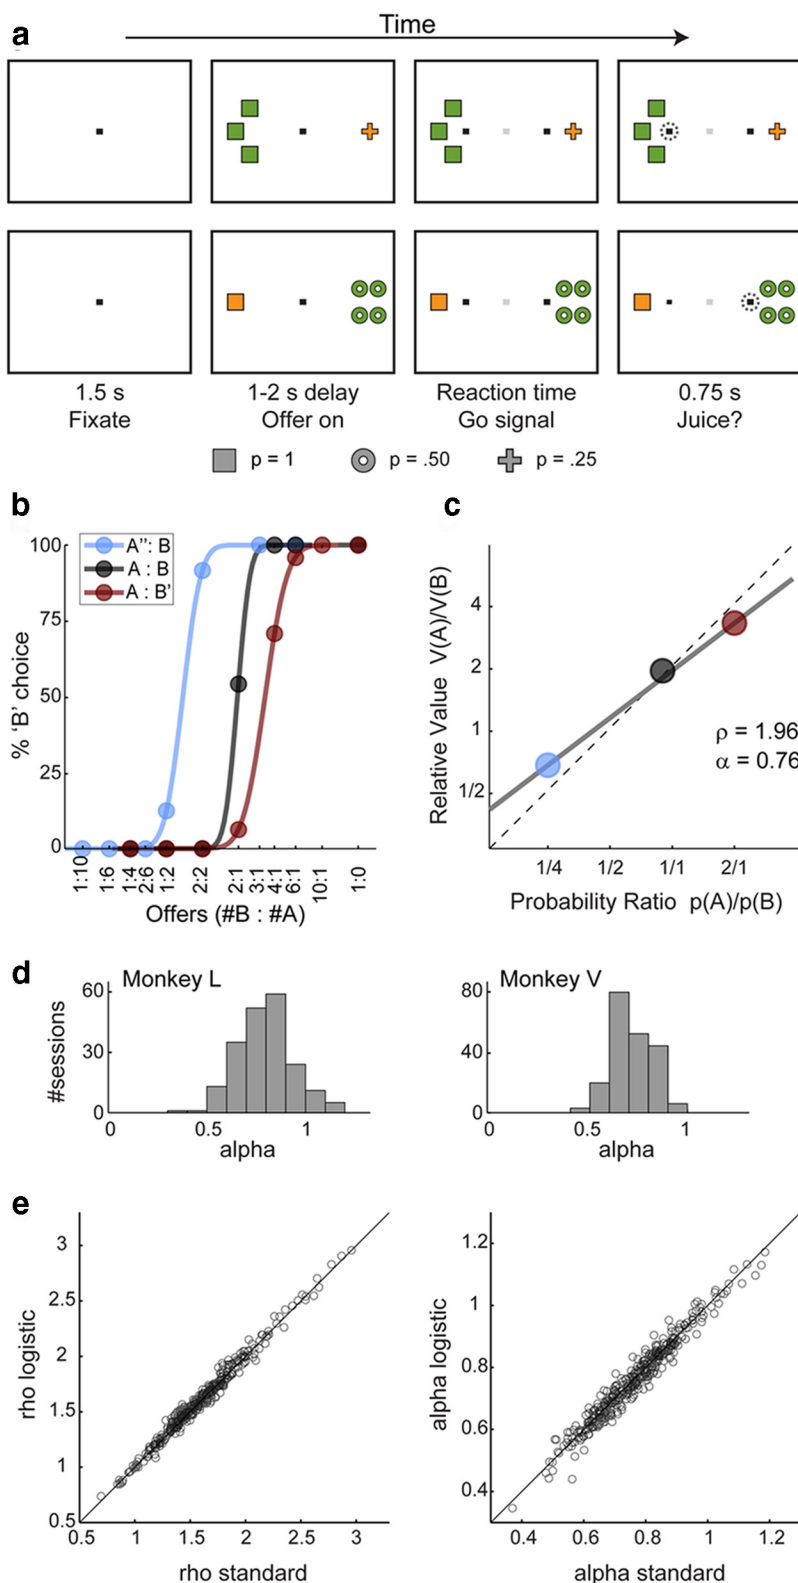 a
Time
1.5 s
Fixate
1-2 s delay
Offer on
Reaction time
Go signal
0.75 s
Juice?
p = 1
p = .50
p = .25
b
A'': B
A : B
A : B'
100
75
50
25
0
% 'B' choice
1:10
1:6
1:4
2:6
1:2
2:2
2:1
3:1
4:1
6:1
10:1
1:0
Offers (#B : #A)
c
Relative Value V(A)/V(B)
4
2
1
1/2
ρ = 1.96
α = 0.76
1/4
1/2
1/1
2/1
Probability Ratio p(A)/p(B)
d
Monkey L
#sessions
60
30
0
0
0.5
1
alpha
Monkey V
80
40
0
0
0.5
1
alpha
e
rho logistic
3
2.5
2
1.5
1
0.5
0.5
1
1.5
2
2.5
3
rho standard
alpha logistic
1.2
1
0.8
0.6
0.4
0.4
0.6
0.8
1
1.2
alpha standard